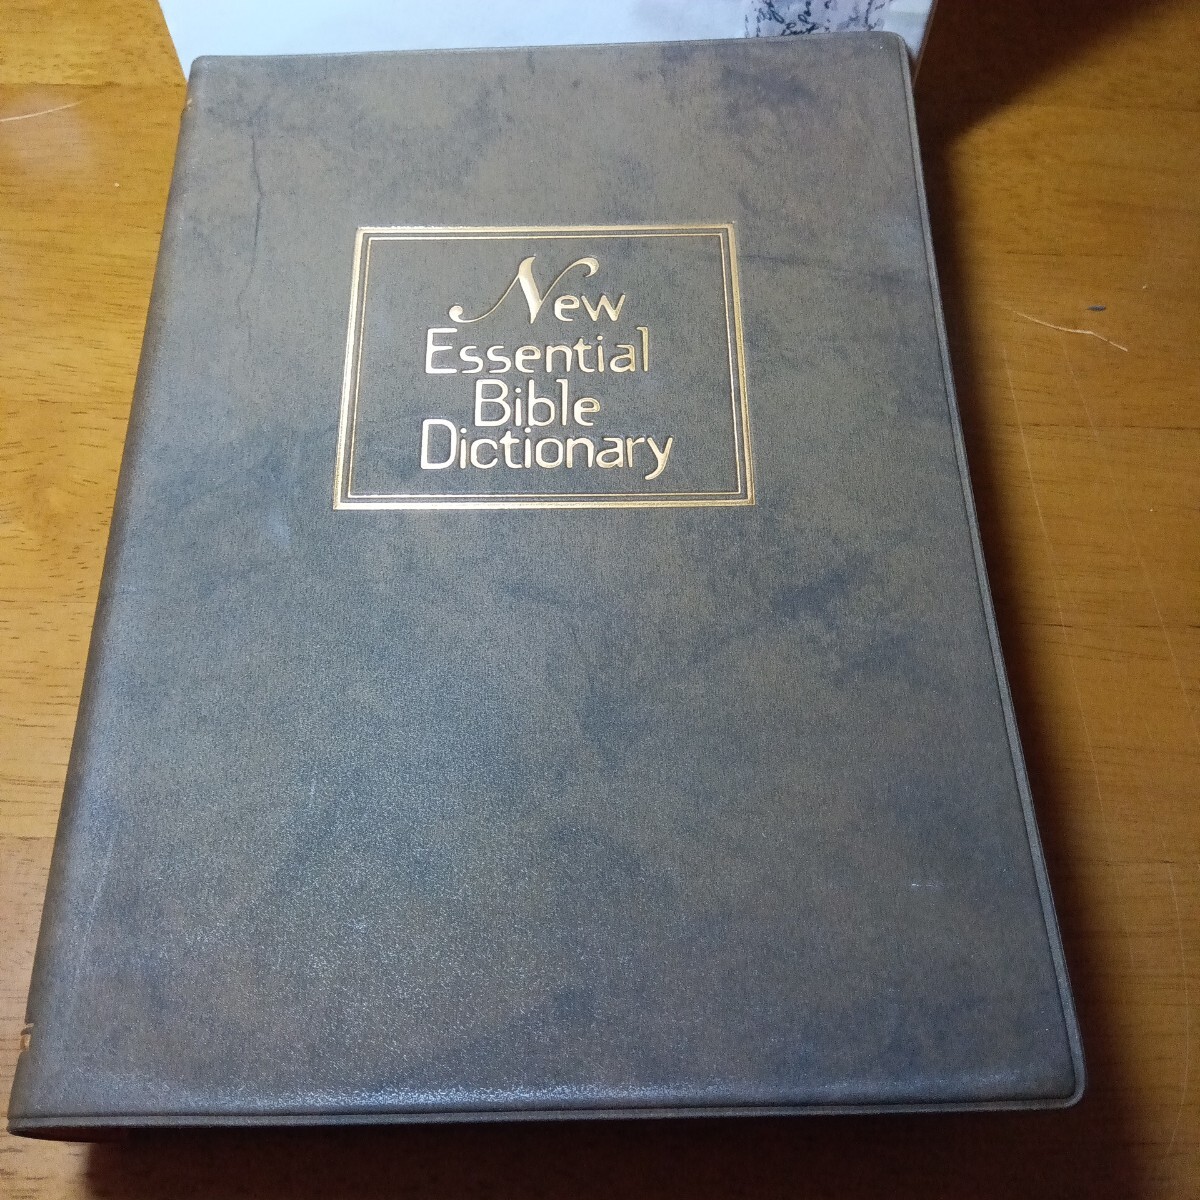 New
Essential
Bible
Dictionary